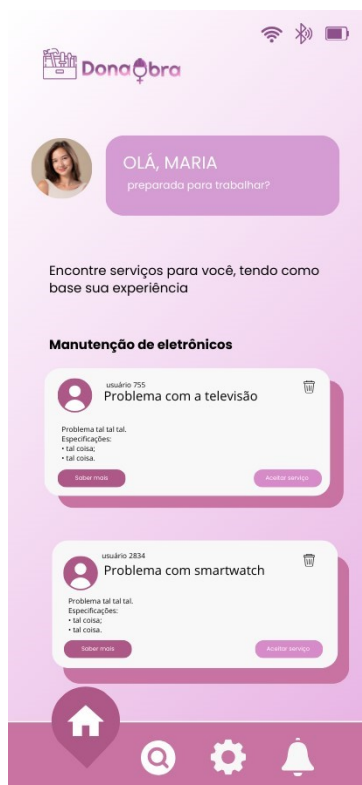 DonaObra
OLÁ, MARIA
preparada para trabalhar?
Encontre serviços para você, tendo como
base sua experiência
Manutenção de eletrônicos
usuário 755
Problema com a televisão
Problema tal tal tal.
Especificações:
• tal coisa;
• tal coisa.
Saber mais
Aceitar serviço
usuário 2834
Problema com smartwatch
Problema tal tal tal.
Especificações:
• tal coisa;
• tal coisa.
Saber mais
Aceitar serviço